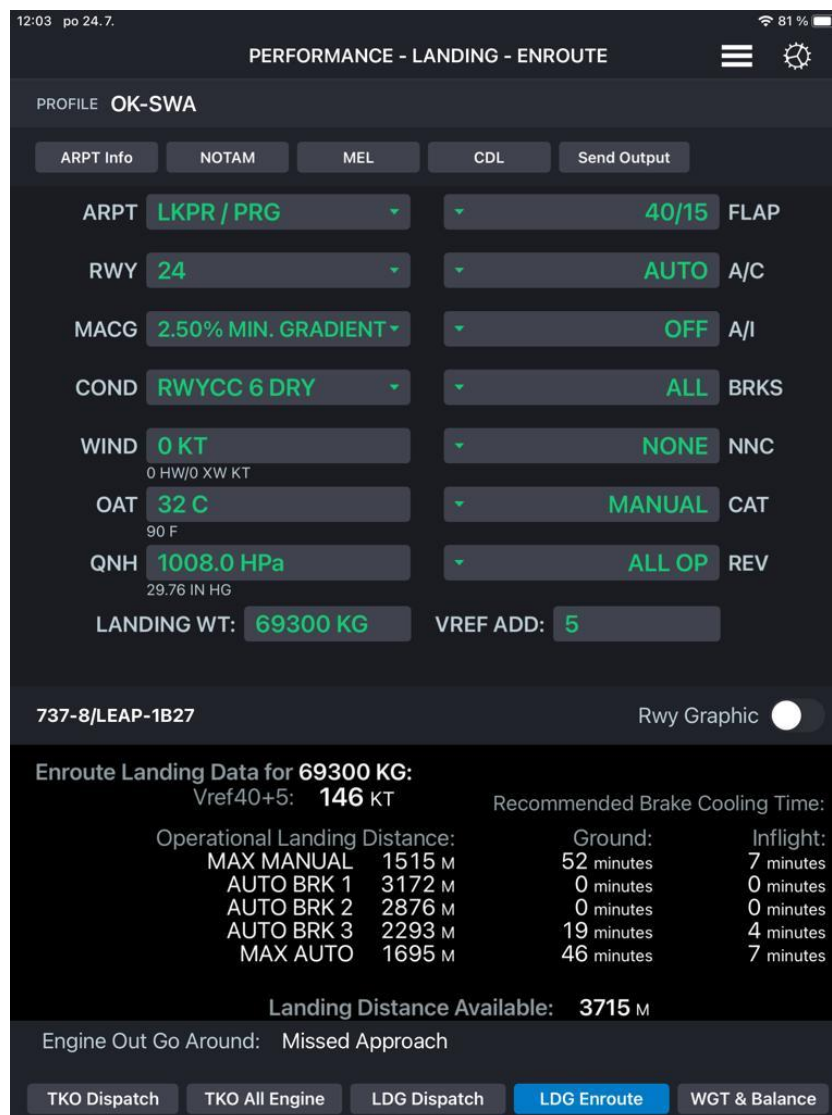 12:03 po 24.7. 81 %
PERFORMANCE - LANDING - ENROUTE
PROFILE OK-SWA
ARPT Info NOTAM MEL CDL Send Output
ARPT LKPR / PRG 40/15 FLAP
RWY 24 AUTO A/C
MACG 2.50% MIN. GRADIENT OFF A/I
COND RWYCC 6 DRY ALL BRKS
WIND 0 KT NONE NNC
0 HW/0 XW KT
OAT 32 C MANUAL CAT
90 F
QNH 1008.0 HPa ALL OP REV
29.76 IN HG
LANDING WT: 69300 KG VREF ADD: 5
737-8/LEAP-1B27 Rwy Graphic
Enroute Landing Data for 69300 KG:
Vref40+5: 146 KT Recommended Brake Cooling Time:
Operational Landing Distance: Ground: Inflight:
MAX MANUAL 1515 M 52 minutes 7 minutes
AUTO BRK 1 3172 M 0 minutes 0 minutes
AUTO BRK 2 2876 M 0 minutes 0 minutes
AUTO BRK 3 2293 M 19 minutes 4 minutes
MAX AUTO 1695 M 46 minutes 7 minutes
Landing Distance Available: 3715 M
Engine Out Go Around: Missed Approach
TKO Dispatch TKO All Engine LDG Dispatch LDG Enroute WGT & Balance